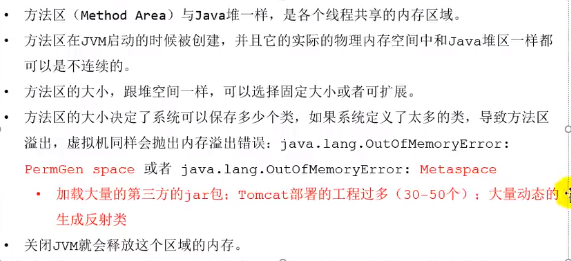 • 方法区（Method Area）与Java堆一样，是各个线程共享的内存区域。
• 方法区在JVM启动的时候被创建，并且它的实际的物理内存空间中和Java堆区一样都
可以是不连续的。
• 方法区的大小，跟堆空间一样，可以选择固定大小或者可扩展。
• 方法区的大小决定了系统可以保存多少个类，如果系统定义了太多的类，导致方法区
溢出，虚拟机同样会抛出内存溢出错误：java.lang.OutOfMemoryError:
PermGen space 或者 java.lang.OutOfMemoryError: Metaspace
• 加载大量的第三方的jar包；Tomcat部署的工程过多（30-50个）；大量动态的
生成反射类
• 关闭JVM就会释放这个区域的内存。